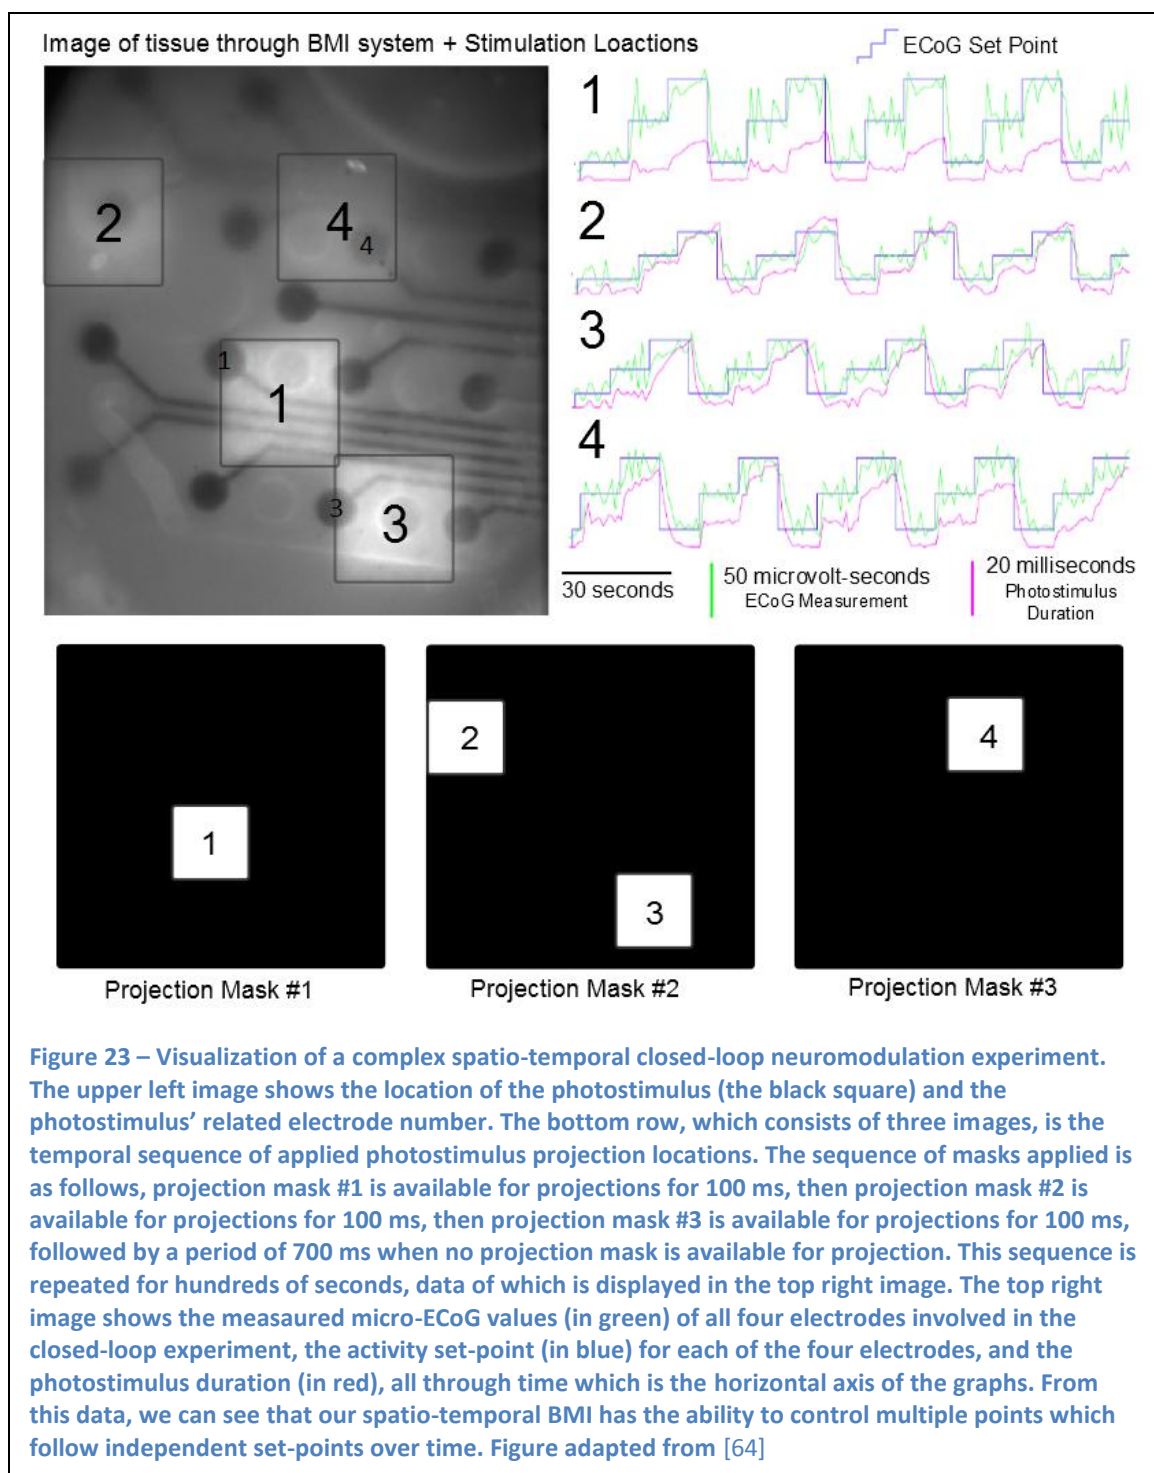 Image of tissue through BMI system + Stimulation Loactions
ECoG Set Point
2
4
4
1
1
3
3
1
2
3
4
30 seconds
50 microvolt-seconds
ECoG Measurement
20 milliseconds
Photostimulus
Duration
1
Projection Mask #1
2
3
Projection Mask #2
4
Projection Mask #3
Figure 23 – Visualization of a complex spatio-temporal closed-loop neuromodulation experiment.
The upper left image shows the location of the photostimulus (the black square) and the
photostimulus’ related electrode number. The bottom row, which consists of three images, is the
temporal sequence of applied photostimulus projection locations. The sequence of masks applied is
as follows, projection mask #1 is available for projections for 100 ms, then projection mask #2 is
available for projections for 100 ms, then projection mask #3 is available for projections for 100 ms,
followed by a period of 700 ms when no projection mask is available for projection. This sequence is
repeated for hundreds of seconds, data of which is displayed in the top right image. The top right
image shows the measaured micro-ECoG values (in green) of all four electrodes involved in the
closed-loop experiment, the activity set-point (in blue) for each of the four electrodes, and the
photostimulus duration (in red), all through time which is the horizontal axis of the graphs. From
this data, we can see that our spatio-temporal BMI has the ability to control multiple points which
follow independent set-points over time. Figure adapted from [64]